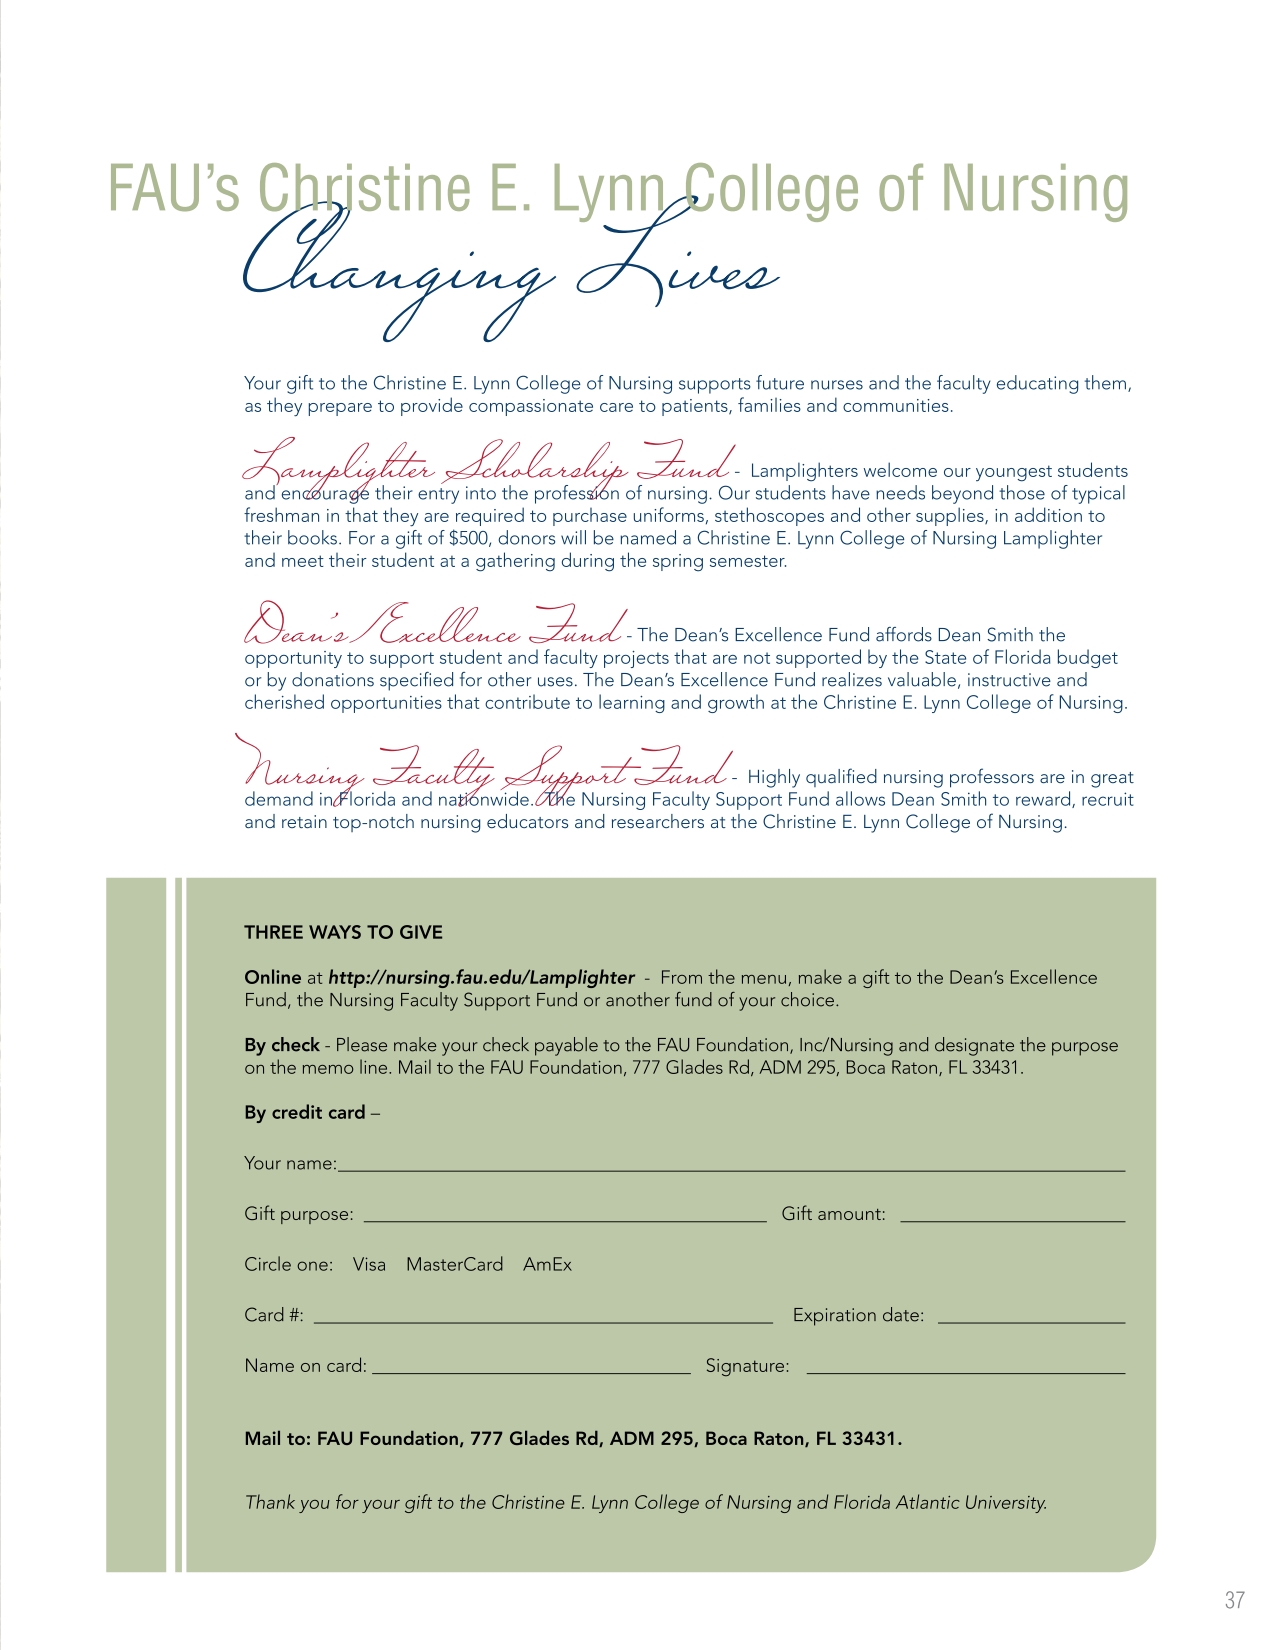 FAU’s Christine E. Lynn College of Nursing
Changing Lives
Your gift to the Christine E. Lynn College of Nursing supports future nurses and the faculty educating them,
as they prepare to provide compassionate care to patients, families and communities.
Lamplighter Scholarship Fund - Lamplighters welcome our youngest students
and encourage their entry into the profession of nursing. Our students have needs beyond those of typical
freshman in that they are required to purchase uniforms, stethoscopes and other supplies, in addition to
their books. For a gift of $500, donors will be named a Christine E. Lynn College of Nursing Lamplighter
and meet their student at a gathering during the spring semester.
Dean’s Excellence Fund - The Dean’s Excellence Fund affords Dean Smith the
opportunity to support student and faculty projects that are not supported by the State of Florida budget
or by donations specified for other uses. The Dean’s Excellence Fund realizes valuable, instructive and
cherished opportunities that contribute to learning and growth at the Christine E. Lynn College of Nursing.
Nursing Faculty Support Fund - Highly qualified nursing professors are in great
demand in Florida and nationwide. The Nursing Faculty Support Fund allows Dean Smith to reward, recruit
and retain top-notch nursing educators and researchers at the Christine E. Lynn College of Nursing.
THREE WAYS TO GIVE
Online at http://nursing.fau.edu/Lamplighter - From the menu, make a gift to the Dean’s Excellence
Fund, the Nursing Faculty Support Fund or another fund of your choice.
By check - Please make your check payable to the FAU Foundation, Inc/Nursing and designate the purpose
on the memo line. Mail to the FAU Foundation, 777 Glades Rd, ADM 295, Boca Raton, FL 33431.
By credit card –
Your name:
Gift purpose: Gift amount:
Circle one: Visa MasterCard AmEx
Card #: Expiration date:
Name on card: Signature:
Mail to: FAU Foundation, 777 Glades Rd, ADM 295, Boca Raton, FL 33431.
Thank you for your gift to the Christine E. Lynn College of Nursing and Florida Atlantic University.
37